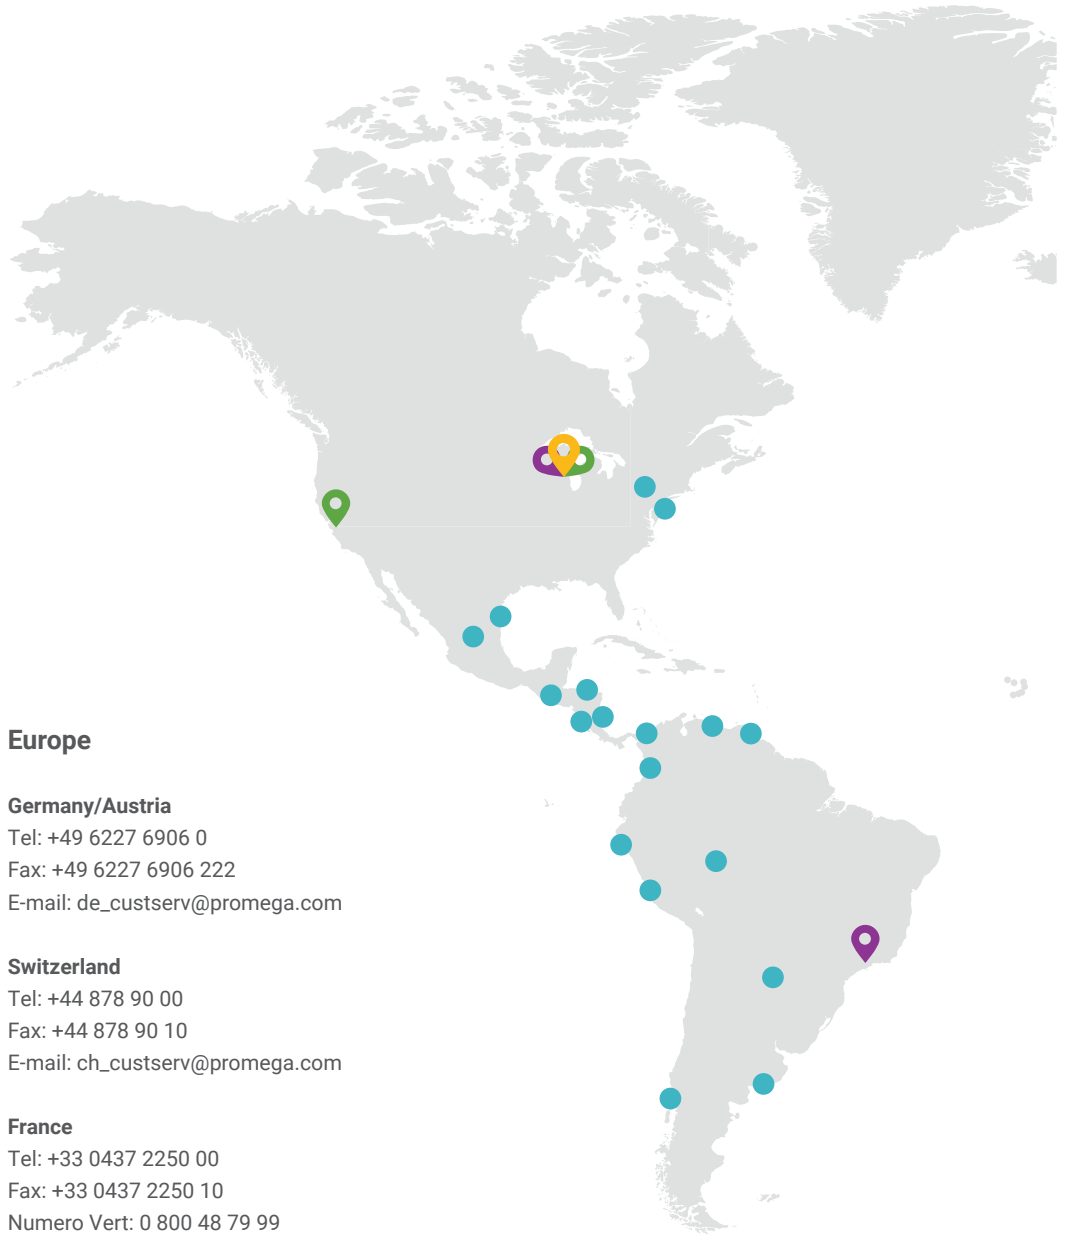 Europe
Germany/Austria
Tel: +49 6227 6906 0
Fax: +49 6227 6906 222
E-mail: de_custserv@promega.com
Switzerland
Tel: +44 878 90 00
Fax: +44 878 90 10
E-mail: ch_custserv@promega.com
France
Tel: +33 0437 2250 00
Fax: +33 0437 2250 10
Numero Vert: 0 800 48 79 99